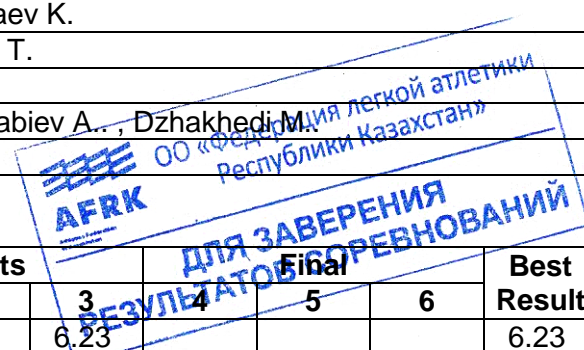 aev K.
T.
abiev A.. , Dzhakhedi M..
ОО «Федерация легкой атлетики
Республики Казахстан»
AFRK
ДЛЯ ЗАВЕРЕНИЯ
РЕЗУЛЬТАТОВ СОРЕВНОВАНИЙ
ts Final Best
3 4 5 6 Result
6.23 6.23